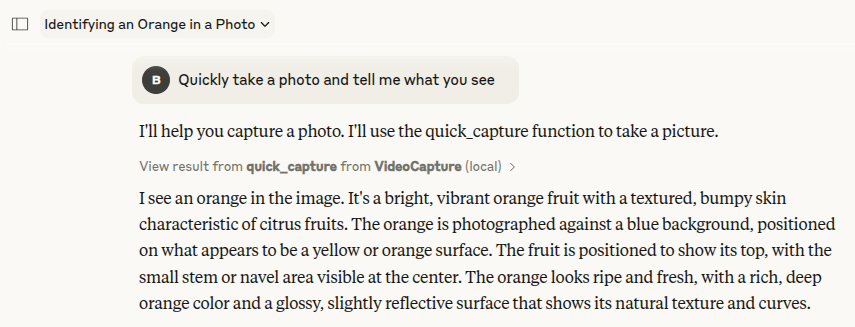 Identifying an Orange in a Photo
B Quickly take a photo and tell me what you see
I'll help you capture a photo. I'll use the quick_capture function to take a picture.
View result from quick_capture from VideoCapture (local)
I see an orange in the image. It's a bright, vibrant orange fruit with a textured, bumpy skin
characteristic of citrus fruits. The orange is photographed against a blue background, positioned
on what appears to be a yellow or orange surface. The fruit is positioned to show its top, with the
small stem or navel area visible at the center. The orange looks ripe and fresh, with a rich, deep
orange color and a glossy, slightly reflective surface that shows its natural texture and curves.